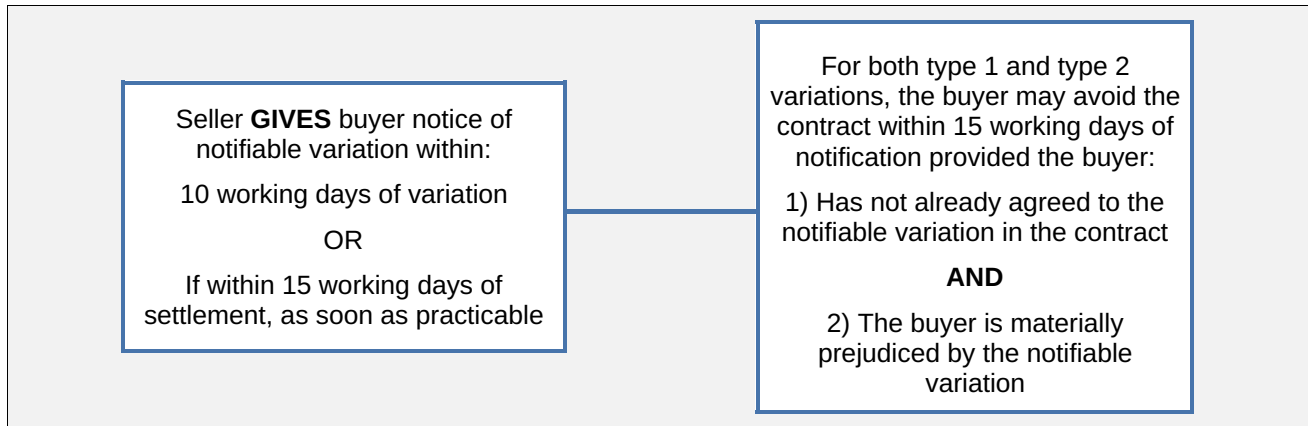 Seller GIVES buyer notice of
notifiable variation within:
10 working days of variation
OR
If within 15 working days of
settlement, as soon as practicable
For both type 1 and type 2
variations, the buyer may avoid the
contract within 15 working days of
notification provided the buyer:
1) Has not already agreed to the
notifiable variation in the contract
AND
2) The buyer is materially
prejudiced by the notifiable
variation